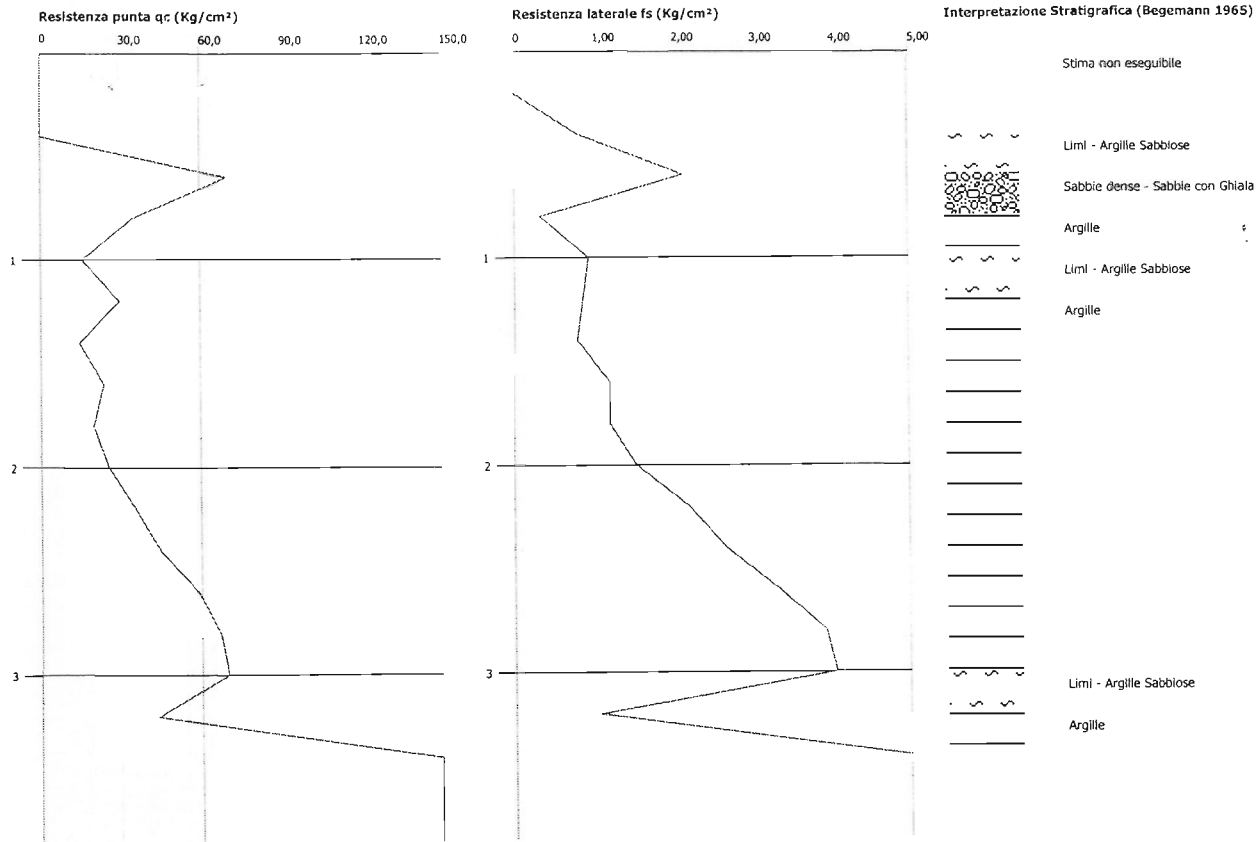 Resistenza punta qc (Kg/cm²)
0 30,0 60,0 90,0 120,0 150,0
1
2
3
Resistenza laterale fs (Kg/cm²)
0 1,00 2,00 3,00 4,00 5,00
1
2
3
Interpretazione Stratigrafica (Begemann 1965)
Stima non eseguibile
Limi - Argille Sabbiose
Sabbie dense - Sabbie con Ghiaia
Argille
Limi - Argille Sabbiose
Argille
Limi - Argille Sabbiose
Argille